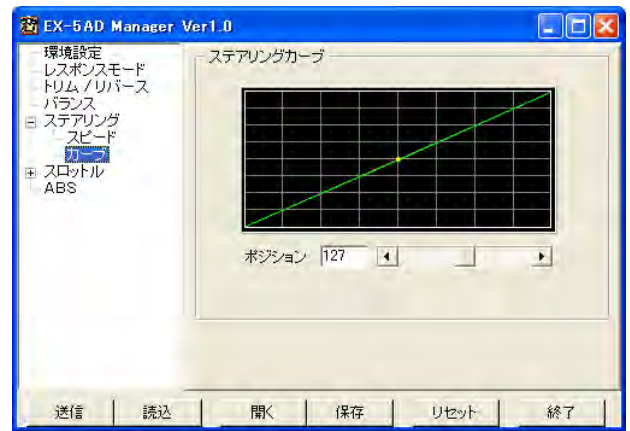 EX-5AD Manager Ver1.0
環境設定
レスポンスモード
トリム / リバース
バランス
ステアリング
スピード
カーブ
スロットル
ABS
ステアリングカーブ
ポジション 127
送信 読込 開く 保存 リセット 終了